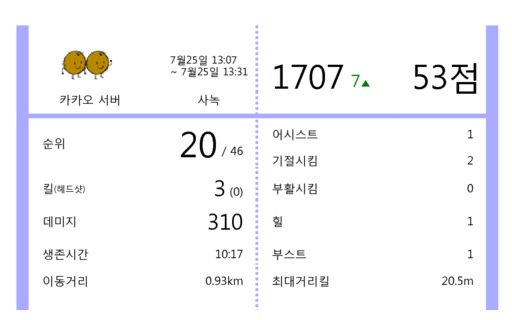 7월25일 13:07
~ 7월25일 13:31
카카오 서버
사녹
1707 7▲ 53점
순위 20 / 46
킬(헤드샷) 3 (0)
데미지 310
생존시간 10:17
이동거리 0.93km
어시스트 1
기절시킴 2
부활시킴 0
힐 1
부스트 1
최대거리킬 20.5m